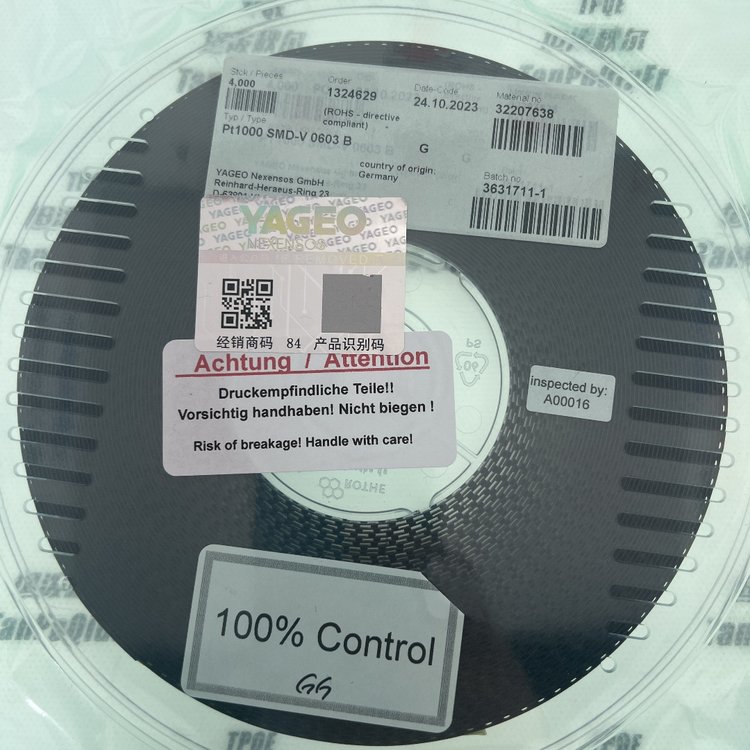 Stck / Pieces
4.000
Order
1324629
Date-Code
24.10.2023
Material no
32207638
(ROHS - directive
compliant)
Typ / Type
Pt1000 SMD-V 0603 B
G
G
country of origin:
Germany
Batch no.
3631711-1
YAGEO Nexensos GmbH
Reinhard-Heraeus-Ring 23
YAGEO
NEXENSOS
经销商码 84 产品识别码
Achtung / Attention
Druckempfindliche Teile!!
Vorsichtig handhaben! Nicht biegen !
Risk of breakage! Handle with care!
inspected by:
A00016
PS
06
ROTHE
100% Control
GG